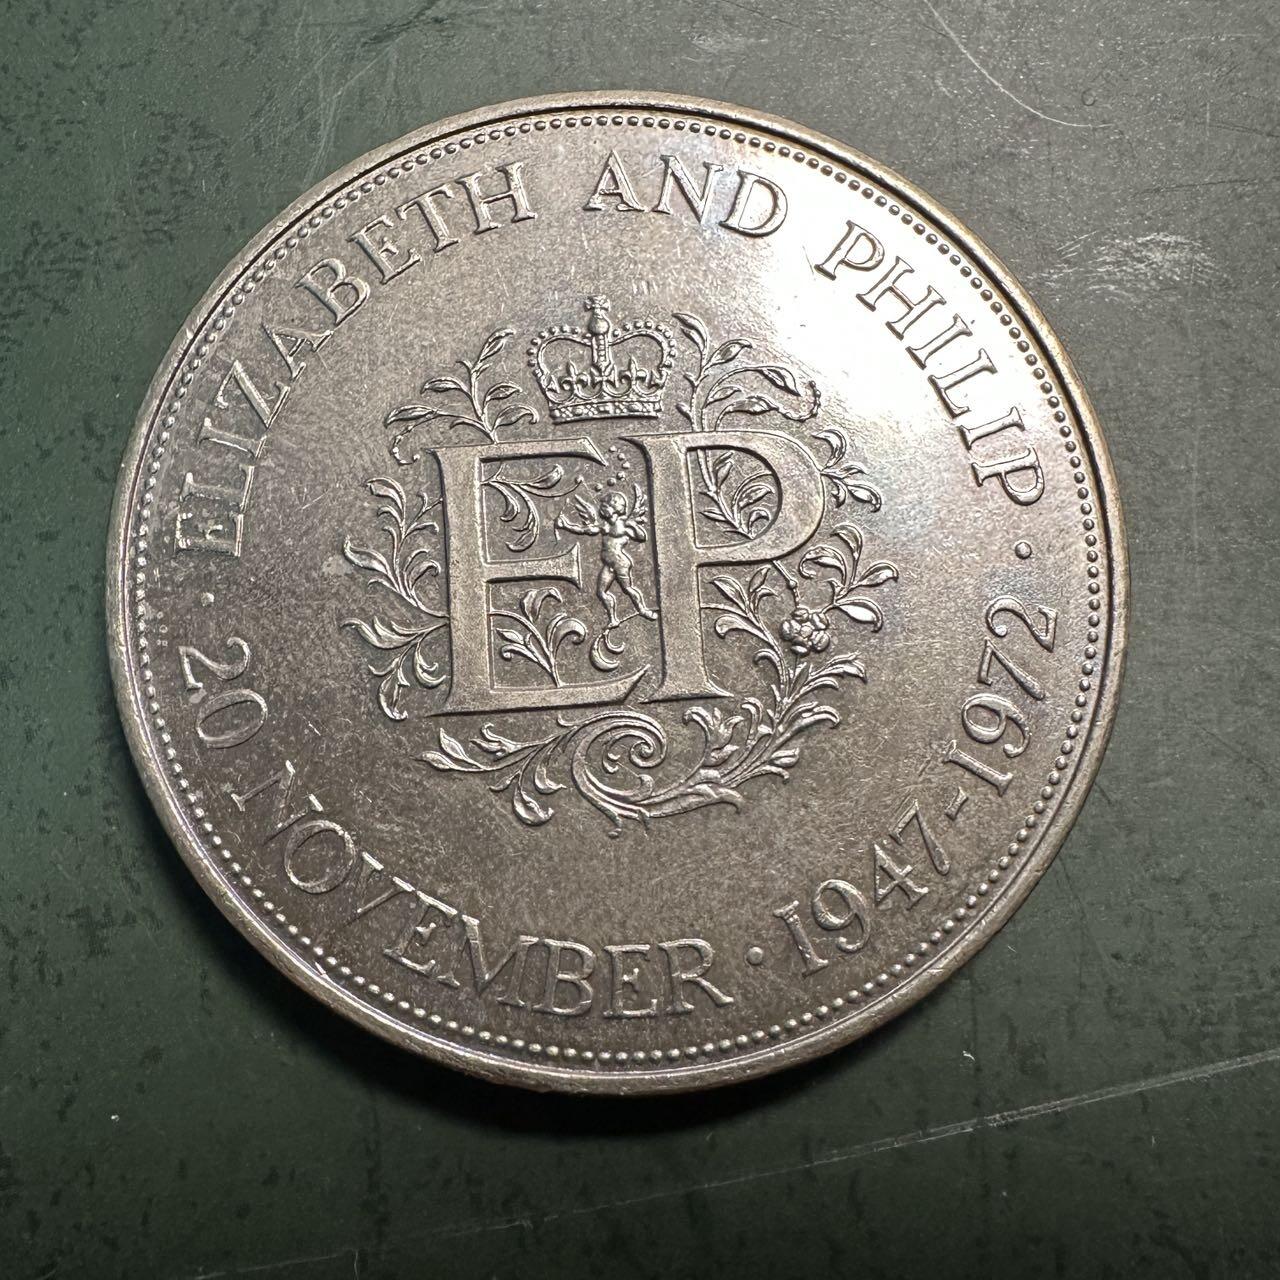 ELIZABETH AND PHILIP
· 20 NOVEMBER · 1947-1972 ·
EP